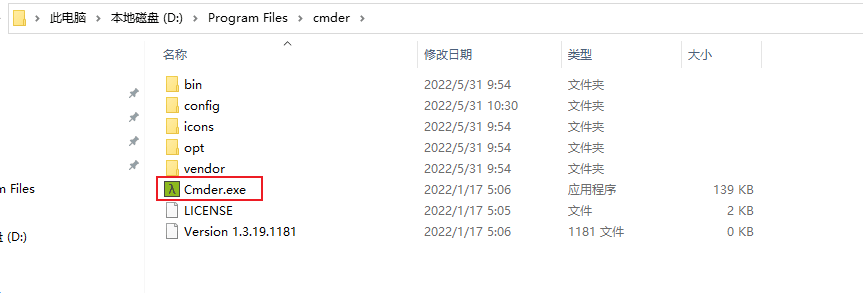 此电脑 > 本地磁盘 (D:) > Program Files > cmder >
名称 修改日期 类型 大小
bin 2022/5/31 9:54 文件夹
config 2022/5/31 10:30 文件夹
icons 2022/5/31 9:54 文件夹
opt 2022/5/31 9:54 文件夹
vendor 2022/5/31 9:54 文件夹
λ Cmder.exe 2022/1/17 5:06 应用程序 139 KB
am Files
LICENSE 2022/1/17 5:05 文件 2 KB
Version 1.3.19.1181 2022/1/17 5:06 1181 文件 0 KB
(D:)